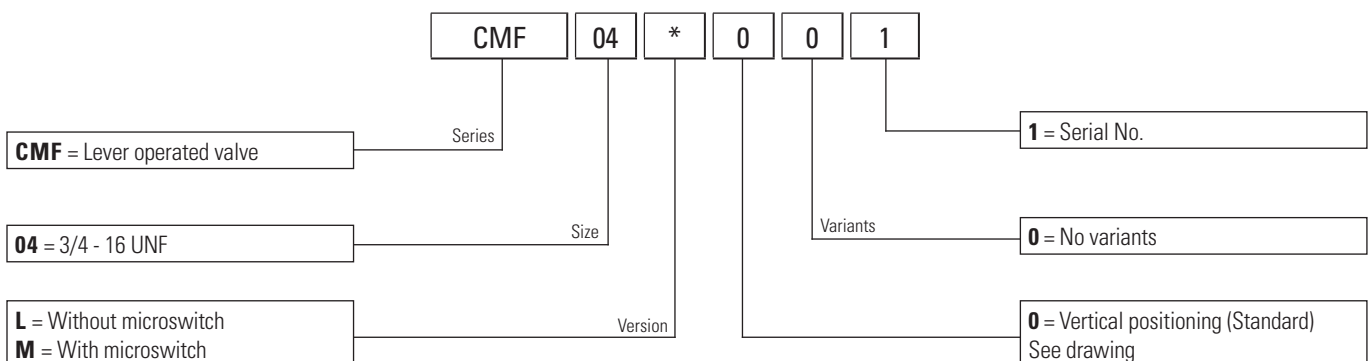 CMF 04 * 0 0 1
Series
CMF = Lever operated valve
1 = Serial No.
Size
04 = 3/4 - 16 UNF
Variants
0 = No variants
Version
L = Without microswitch
M = With microswitch
0 = Vertical positioning (Standard)
See drawing